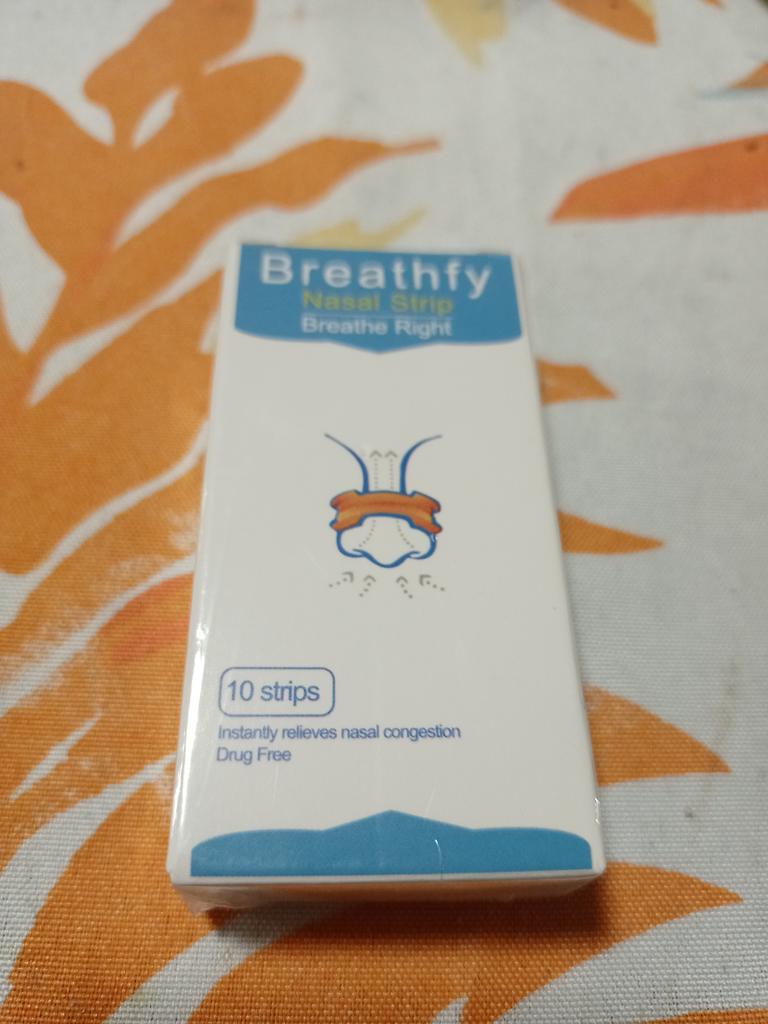 Breathfy
Nasal Strip
Breathe Right
10 strips
Instantly relieves nasal congestion
Drug Free